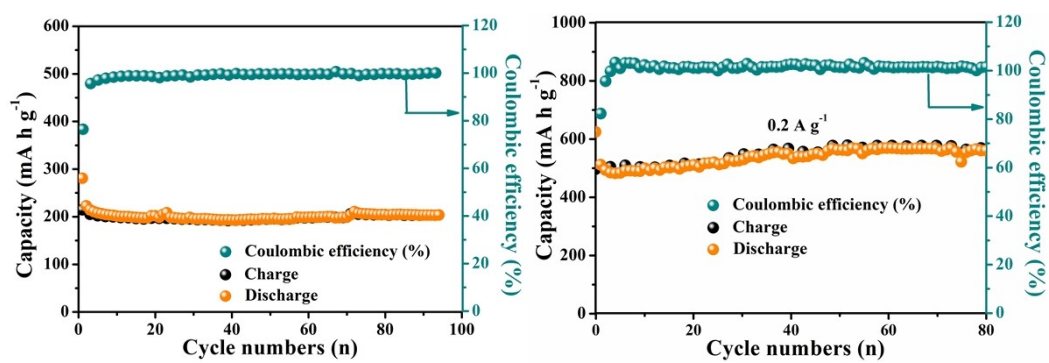 600
500
400
300
200
100
0
Capacity (mA h g⁻¹)
120
100
80
60
40
20
0
Coulombic efficiency (%)
Coulombic efficiency (%)
Charge
Discharge
0
20
40
60
80
100
Cycle numbers (n)
1000
800
600
400
200
0
Capacity (mA h g⁻¹)
120
100
80
60
40
20
0
Coulombic efficiency (%)
0.2 A g⁻¹
Coulombic efficiency (%)
Charge
Discharge
0
20
40
60
80
Cycle numbers (n)